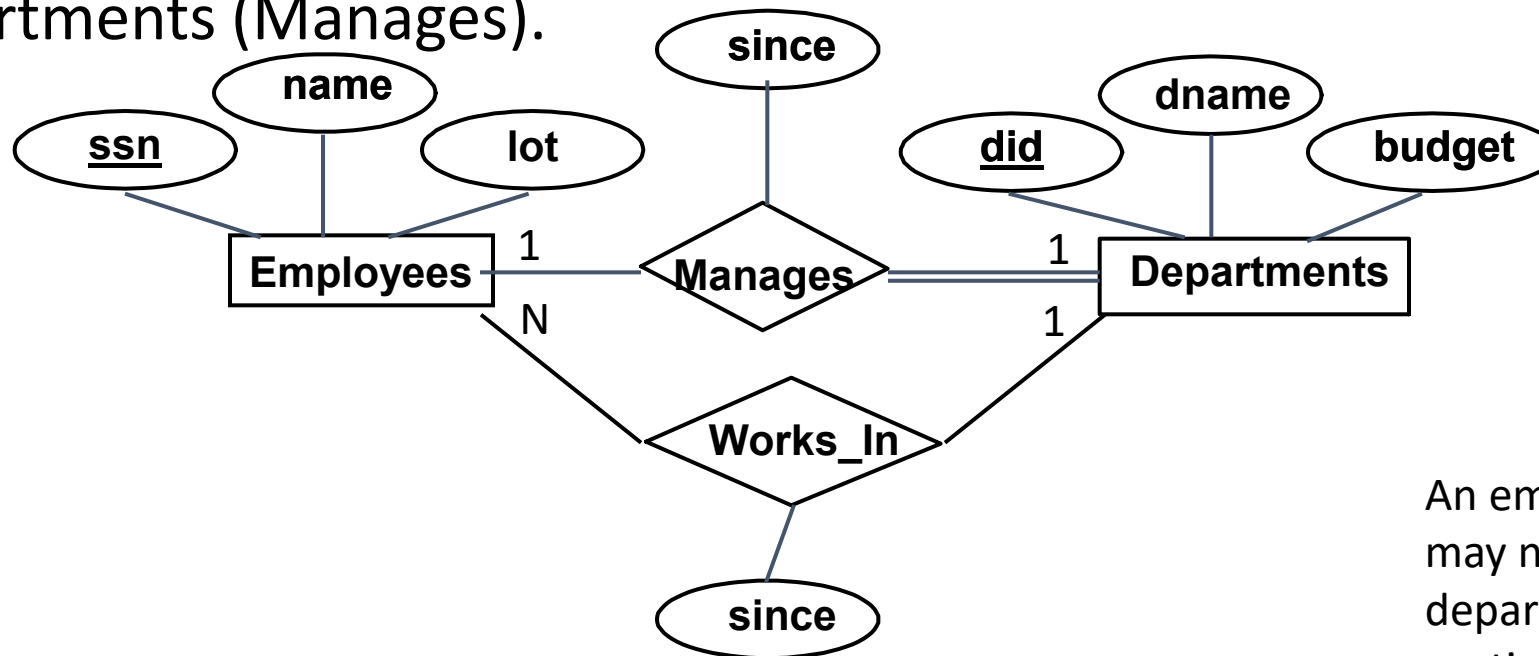 rtments (Manages).
since
name
dname
ssn
lot
did
budget
1
1
Employees
Manages
Departments
N
1
Works_In
An em
may n
depar
since